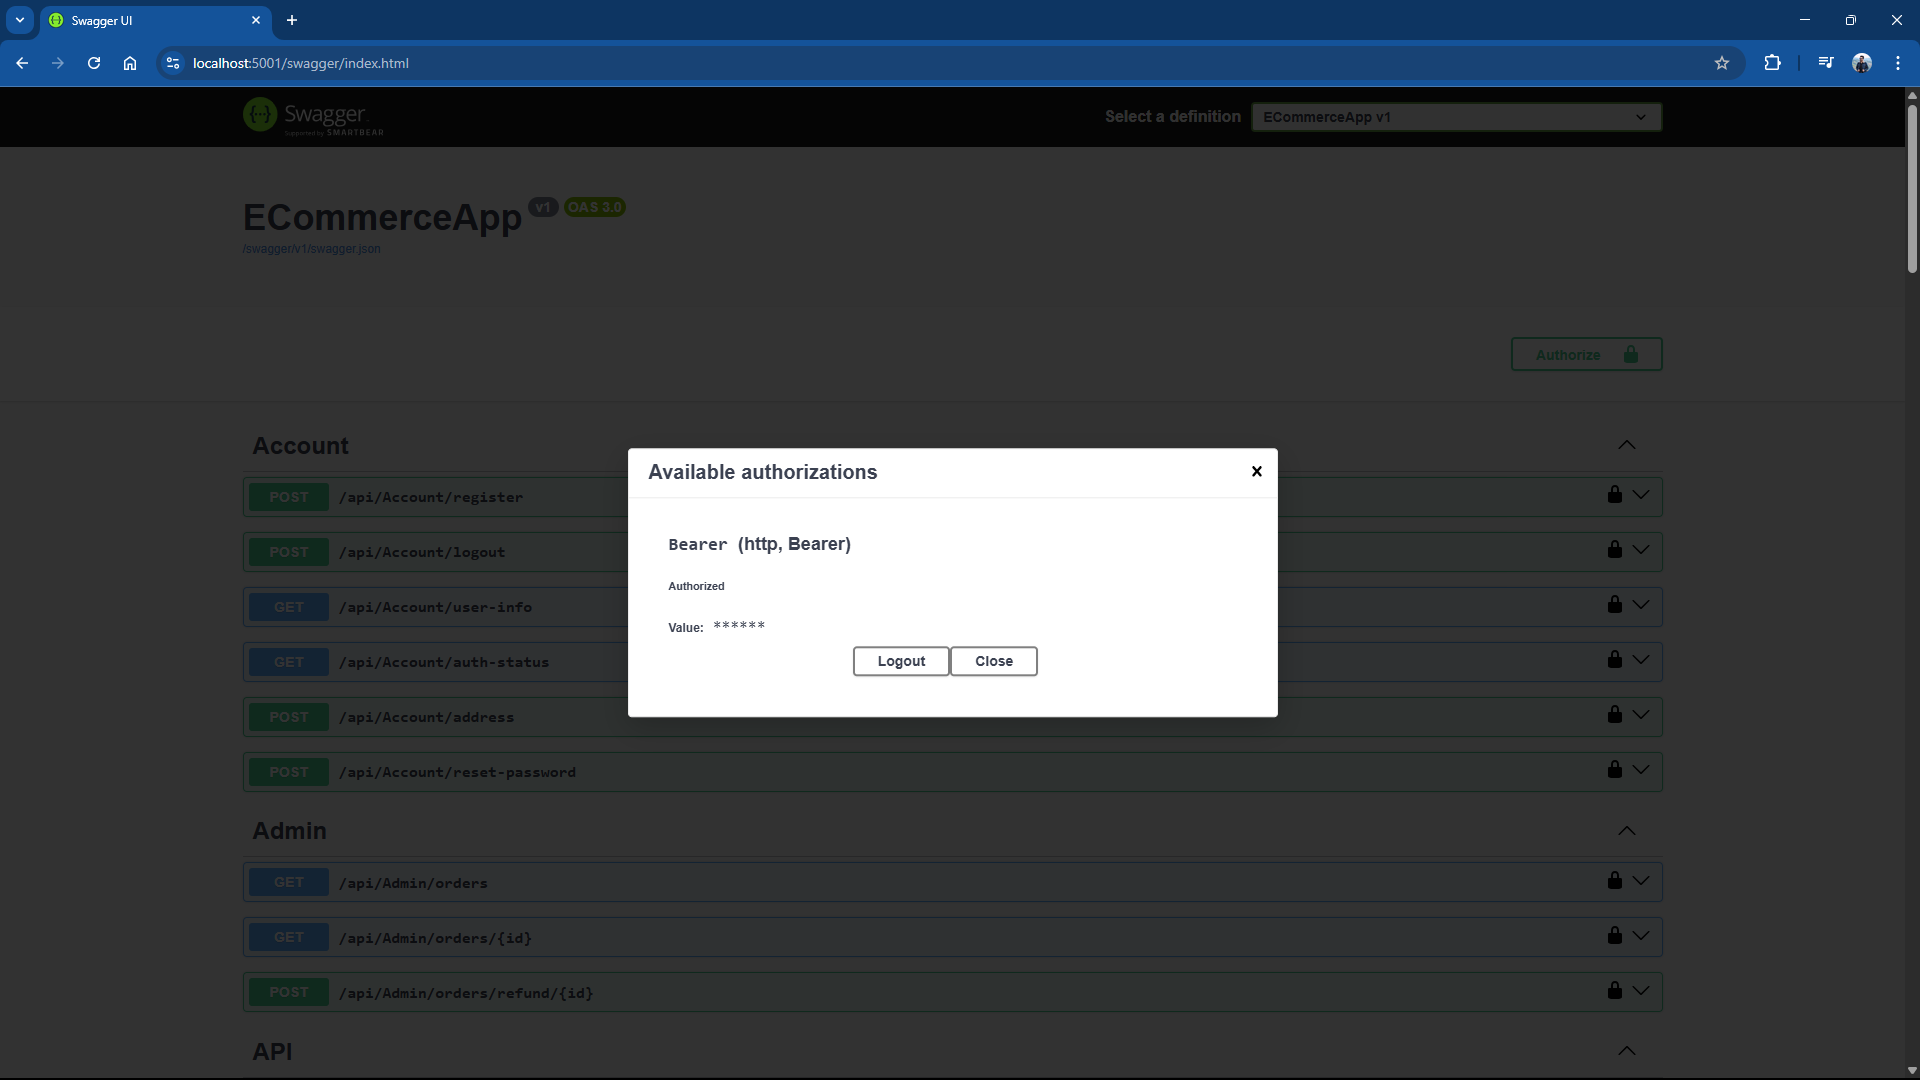 Swagger UI
localhost:5001/swagger/index.html
Swagger.
Supported by SMARTBEAR
Select a definition
ECommerceApp v1
ECommerceApp v1 OAS 3.0
/swagger/v1/swagger.json
Authorize
Account
POST /api/Account/register
POST /api/Account/logout
GET /api/Account/user-info
GET /api/Account/auth-status
POST /api/Account/address
POST /api/Account/reset-password
Available authorizations
Bearer (http, Bearer)
Authorized
Value: ******
Logout
Close
Admin
GET /api/Admin/orders
GET /api/Admin/orders/{id}
POST /api/Admin/orders/refund/{id}
API